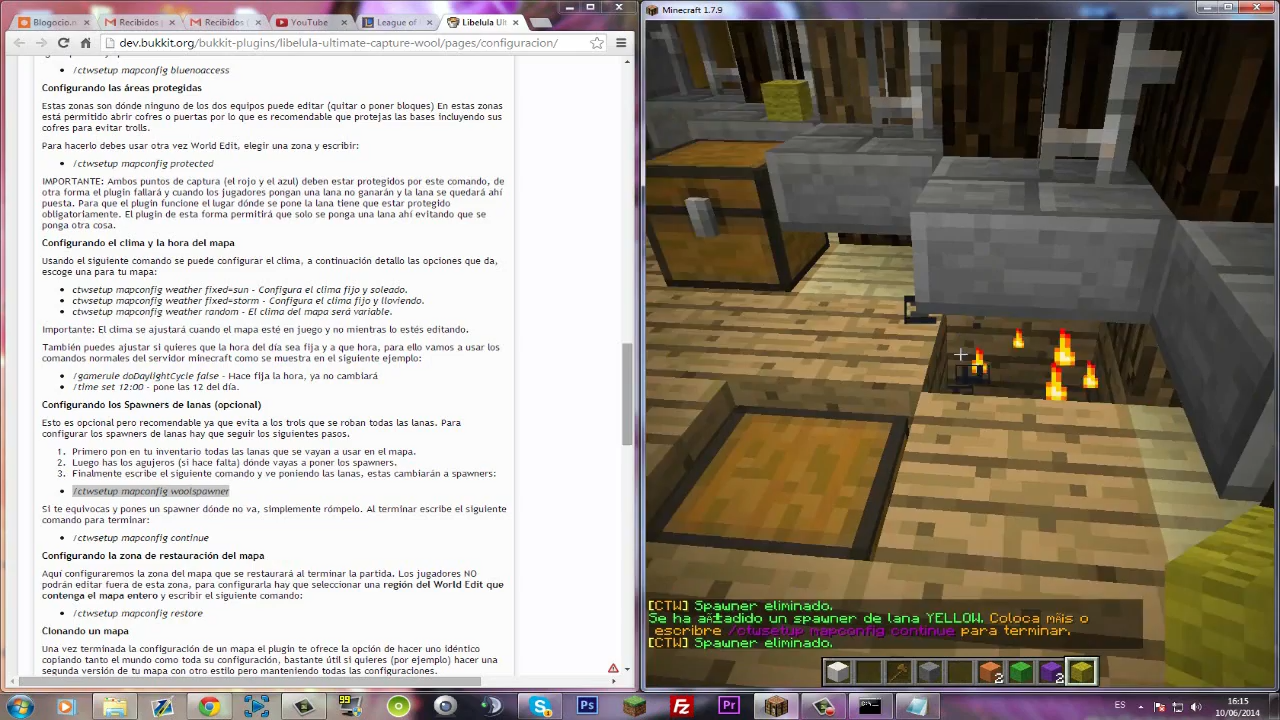 Blogocio.n
Recibidos
Recibidos (
YouTube
League of
Libelula Ult
dev.bukkit.org/bukkit-plugins/libelula-ultimate-capture-wool/pages/configuracion/
• /ctwsetup mapconfig bluenoaccess
Configurando las áreas protegidas
Estas zonas son dónde ninguno de los dos equipos puede editar (quitar o poner bloques) En estas zonas
está permitido abrir cofres o puertas por lo que es recomendable que protejas las bases incluyendo sus
cofres para evitar trolls.
Para hacerlo debes usar otra vez World Edit, elegir una zona y escribir:
• /ctwsetup mapconfig protected
IMPORTANTE: Ambos puntos de captura (el rojo y el azul) deben estar protegidos por este comando, de
otra forma el plugin fallará y cuando los jugadores pongan una lana no ganarán y la lana se quedará ahí
puesta. Para que el plugin funcione el lugar dónde se pone la lana tiene que estar protegido
obligatoriamente. El plugin de esta forma permitirá que solo se ponga una lana ahí evitando que se
ponga otra cosa.
Configurando el clima y la hora del mapa
Usando el siguiente comando se puede configurar el clima, a continuación detallo las opciones que da,
escoge una para tu mapa:
• ctwsetup mapconfig weather fixed=sun - Configura el clima fijo y soleado.
• ctwsetup mapconfig weather fixed=storm - Configura el clima fijo y lloviendo.
• ctwsetup mapconfig weather random - El clima del mapa será variable.
Importante: El clima se ajustará cuando el mapa esté en juego y no mientras lo estés editando.
También puedes ajustar si quieres que la hora del día sea fija y a que hora, para ello vamos a usar los
comandos normales del servidor minecraft como se muestra en el siguiente ejemplo:
• /gamerule doDaylightCycle false - Hace fija la hora, ya no cambiará
• /time set 12:00 - pone las 12 del día.
Configurando los Spawners de lanas (opcional)
Esto es opcional pero recomendable ya que evita a los trols que se roban todas las lanas. Para
configurar los spawners de lanas hay que seguir los siguientes pasos.
1. Primero pon en tu inventario todas las lanas que se vayan a usar en el mapa.
2. Luego has los agujeros (si hace falta) dónde vayas a poner los spawners.
3. Finalmente escribe el siguiente comando y ve poniendo las lanas, estas cambiarán a spawners:
• /ctwsetup mapconfig woolspawner
Si te equivocas y pones un spawner dónde no va, simplemente rómpelo. Al terminar escribe el siguiente
comando para terminar:
• /ctwsetup mapconfig continue
Configurando la zona de restauración del mapa
Aquí configuraremos la zona del mapa que se restaurará al terminar la partida. Los jugadores NO
podrán editar fuera de esta zona, para configurarla hay que seleccionar una región del World Edit que
contenga el mapa entero y escribir el siguiente comando:
• /ctwsetup mapconfig restore
Clonando un mapa
Una vez terminada la configuración de un mapa el plugin te ofrece la opción de hacer uno idéntico
copiando tanto el mundo como toda su configuración, bastante útil si quieres (por ejemplo) hacer una
segunda versión de tu mapa con otro estilo pero manteniendo todas las configuraciones.
Minecraft 1.7.9
[CTW] Spawner eliminado.
Se ha aÃ±adido un spawner de lana YELLOW. Coloca mÃ¡s o
escribre /ctwsetup mapconfig continue para terminar.
[CTW] Spawner eliminado.
2
2
99
Ps
Fz
Pr
ES
16:15
10/06/2014